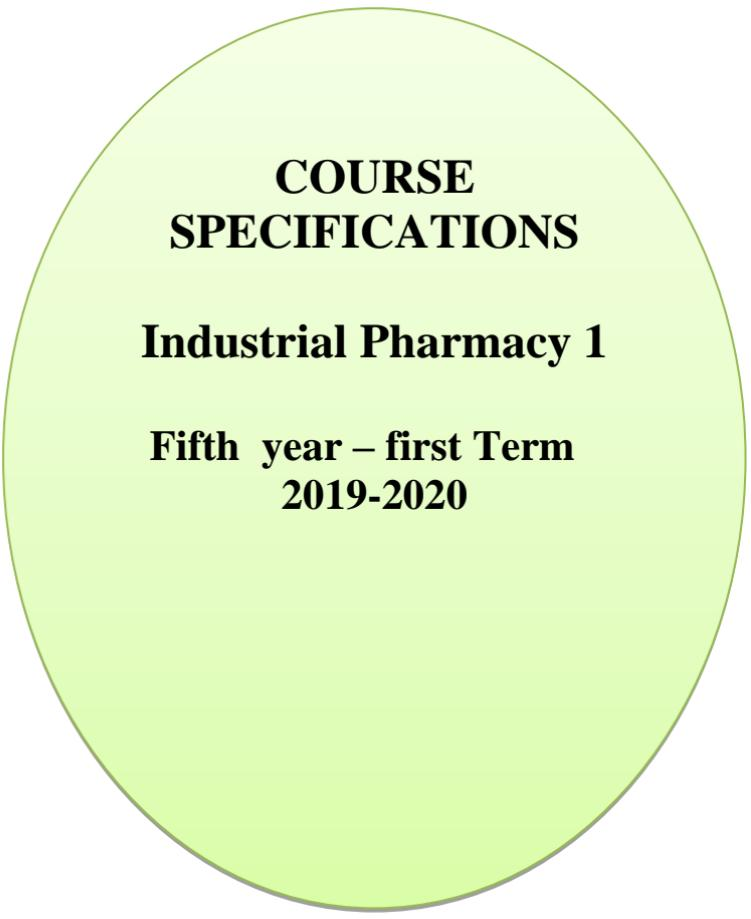 COURSE
SPECIFICATIONS
Industrial Pharmacy 1
Fifth year – first Term
2019-2020